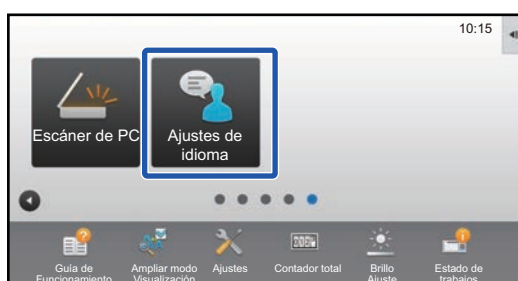 10:15
Escáner de PC
Ajustes de
idioma
Guía de
Funcionamiento
Ampliar modo
Visualización
Ajustes
Contador total
Brillo
Ajuste
Estado de
trabajos